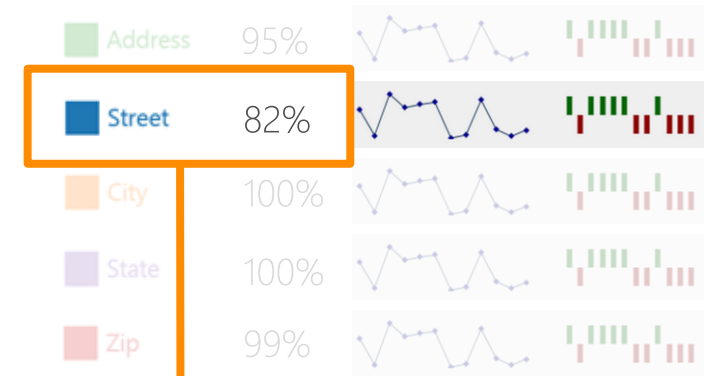 Address 95%
Street 82%
City 100%
State 100%
Zip 99%